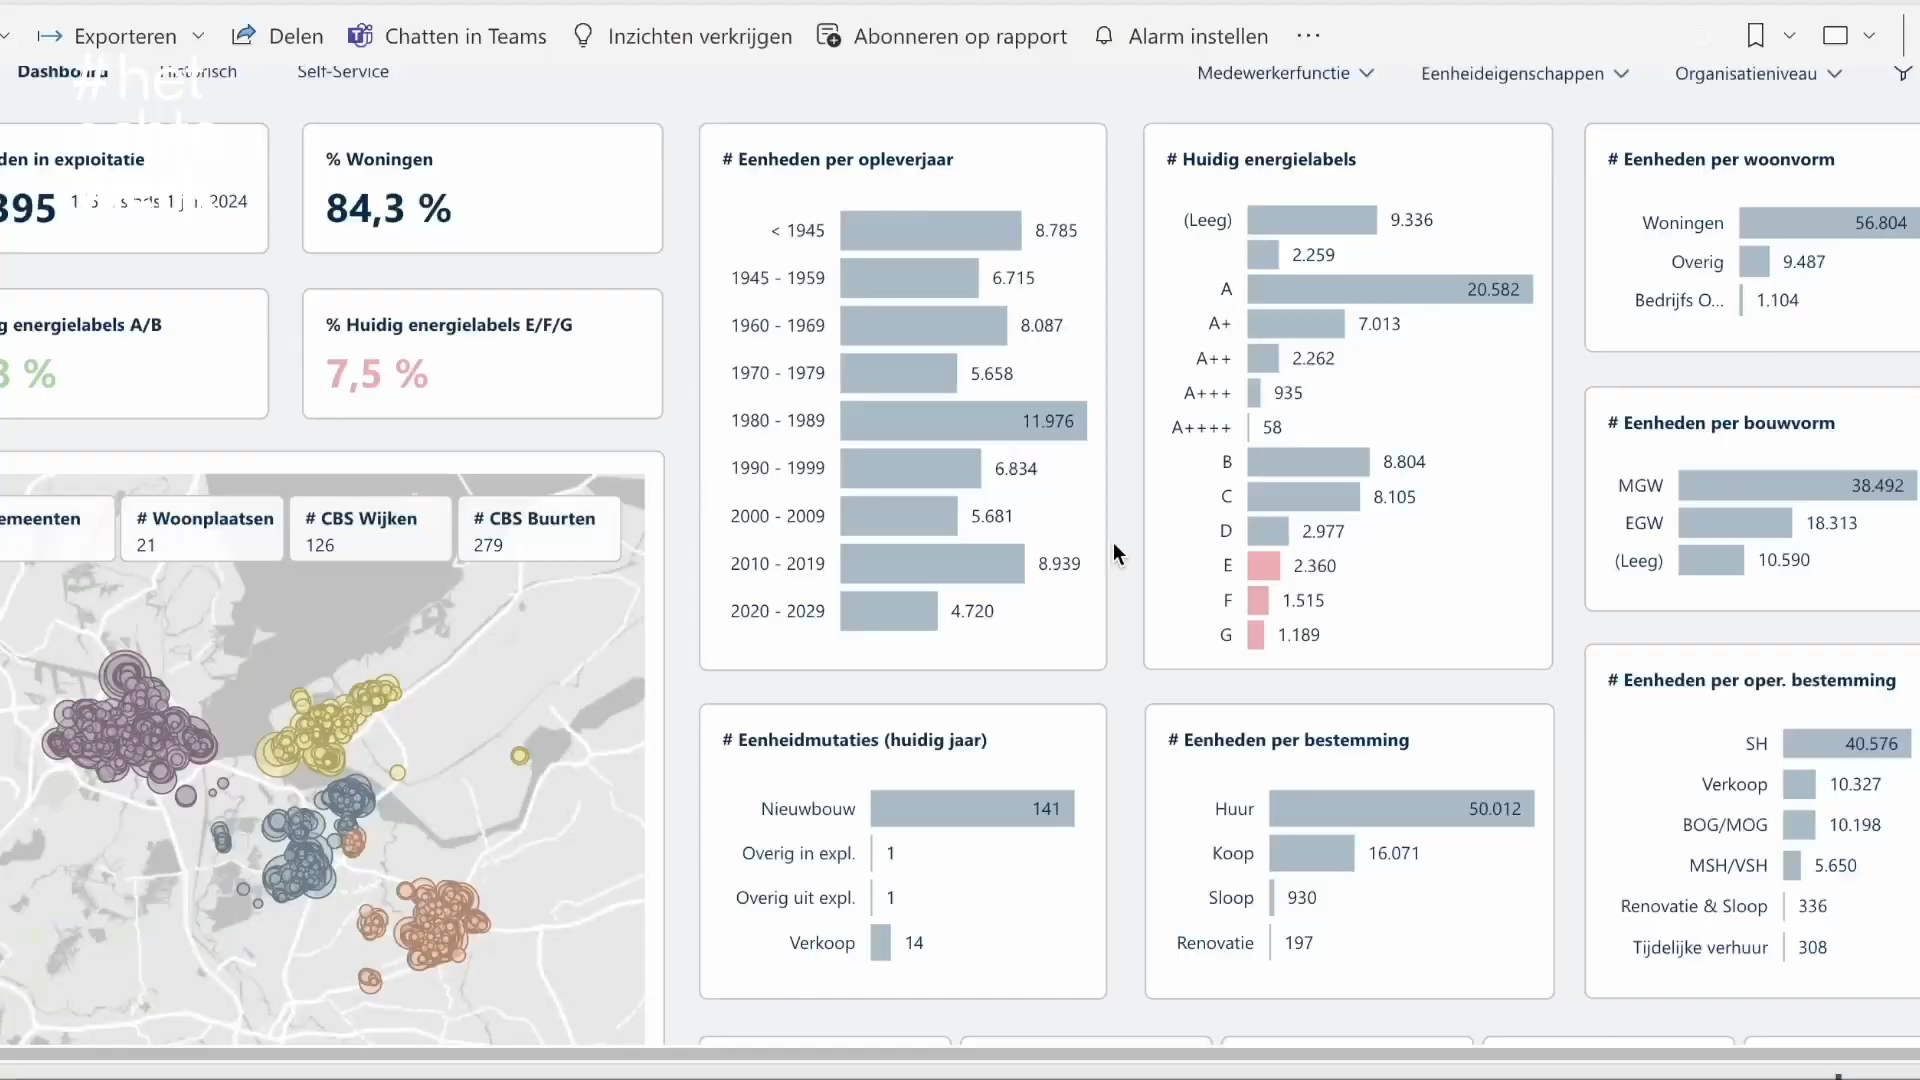 Exporteren
Delen
Chatten in Teams
Inzichten verkrijgen
Abonneren op rapport
Alarm instellen
Dashboard
Historisch
Self-Service
Medewerkerfunctie
Eenheideigenschappen
Organisatieniveau
#het
den in exploitatie
395
2024
% Woningen
84,3 %
g energielabels A/B
3 %
% Huidig energielabels E/F/G
7,5 %
emeenten
# Woonplaatsen
21
# CBS Wijken
126
# CBS Buurten
279
# Eenheden per opleverjaar
< 1945 8.785
1945 - 1959 6.715
1960 - 1969 8.087
1970 - 1979 5.658
1980 - 1989 11.976
1990 - 1999 6.834
2000 - 2009 5.681
2010 - 2019 8.939
2020 - 2029 4.720
# Huidig energielabels
(Leeg) 9.336
2.259
A 20.582
A+ 7.013
A++ 2.262
A+++ 935
A++++ 58
B 8.804
C 8.105
D 2.977
E 2.360
F 1.515
G 1.189
# Eenheden per woonvorm
Woningen 56.804
Overig 9.487
Bedrijfs O... 1.104
# Eenheden per bouwvorm
MGW 38.492
EGW 18.313
(Leeg) 10.590
# Eenheidmutaties (huidig jaar)
Nieuwbouw 141
Overig in expl. 1
Overig uit expl. 1
Verkoop 14
# Eenheden per bestemming
Huur 50.012
Koop 16.071
Sloop 930
Renovatie 197
# Eenheden per oper. bestemming
SH 40.576
Verkoop 10.327
BOG/MOG 10.198
MSH/VSH 5.650
Renovatie & Sloop 336
Tijdelijke verhuur 308